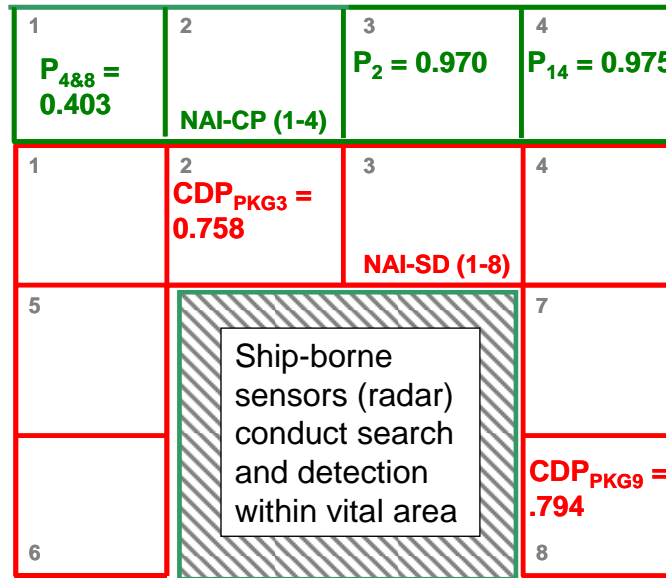 1 2 3 4
P4&8 =
0.403
P2 = 0.970
P14 = 0.975
NAI-CP (1-4)
1 2 3 4
CDPPKG3 =
0.758
NAI-SD (1-8)
5 7
Ship-borne
sensors (radar)
conduct search
and detection
within vital area
CDPPKG9 =
.794
6 8